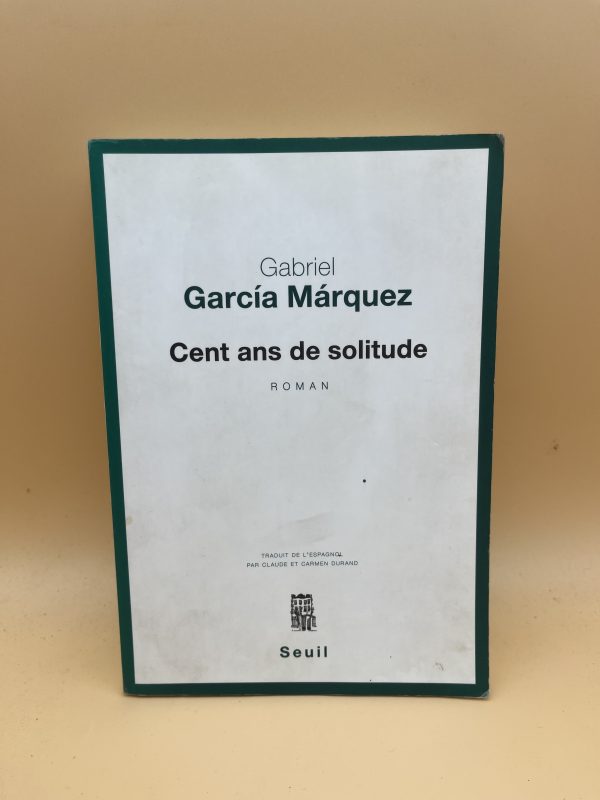 Gabriel
García Márquez
Cent ans de solitude
ROMAN
TRADUIT DE L'ESPAGNOL
PAR CLAUDE ET CARMEN DURAND
Seuil